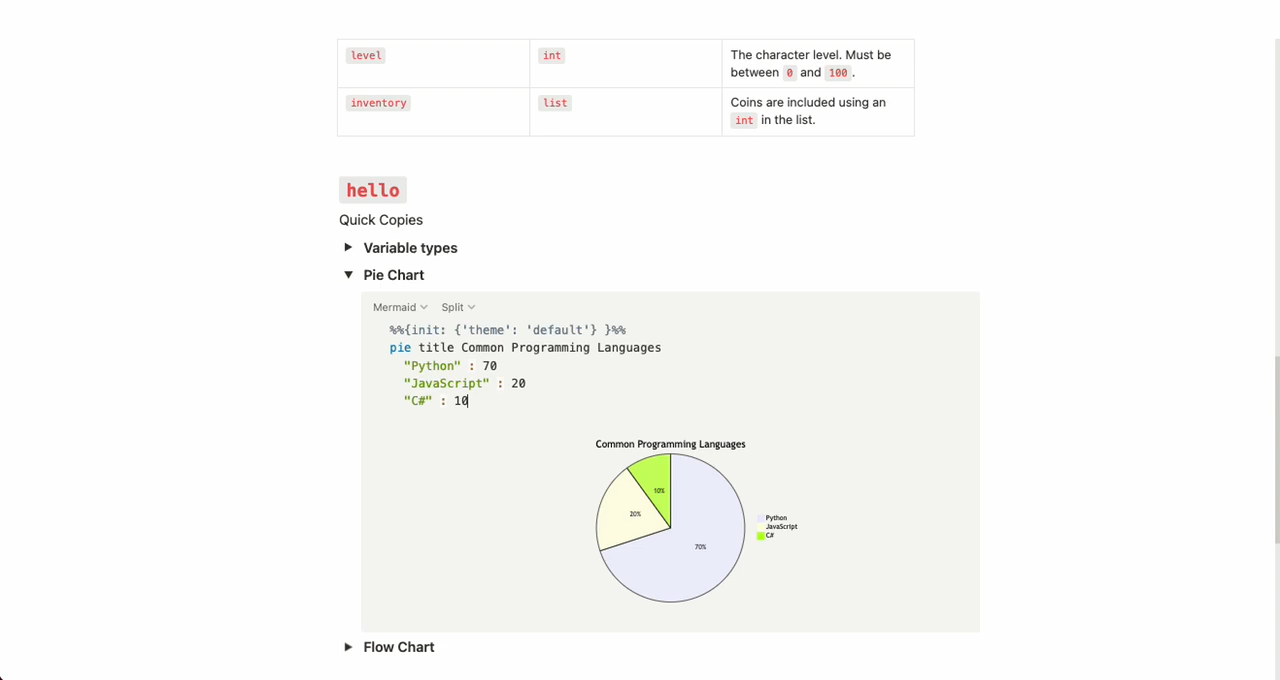 level int The character level. Must be
between 0 and 100 .
inventory list Coins are included using an
int in the list.
hello
Quick Copies
Variable types
Pie Chart
Mermaid Split
%%{init: {'theme': 'default'} }%%
pie title Common Programming Languages
"Python" : 70
"JavaScript" : 20
"C#" : 10
Common Programming Languages
10%
20%
70%
Python
JavaScript
C#
Flow Chart